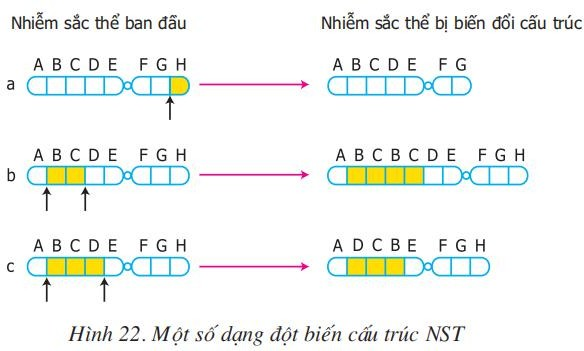 Nhiễm sắc thể ban đầu
Nhiễm sắc thể bị biến đổi cấu trúc
A B C D E F G H
A B C D E F G
a
A B C D E F G H
A B C B C D E F G H
b
A B C D E F G H
A D C B E F G H
c
Hình 22. Một số dạng đột biến cấu trúc NST